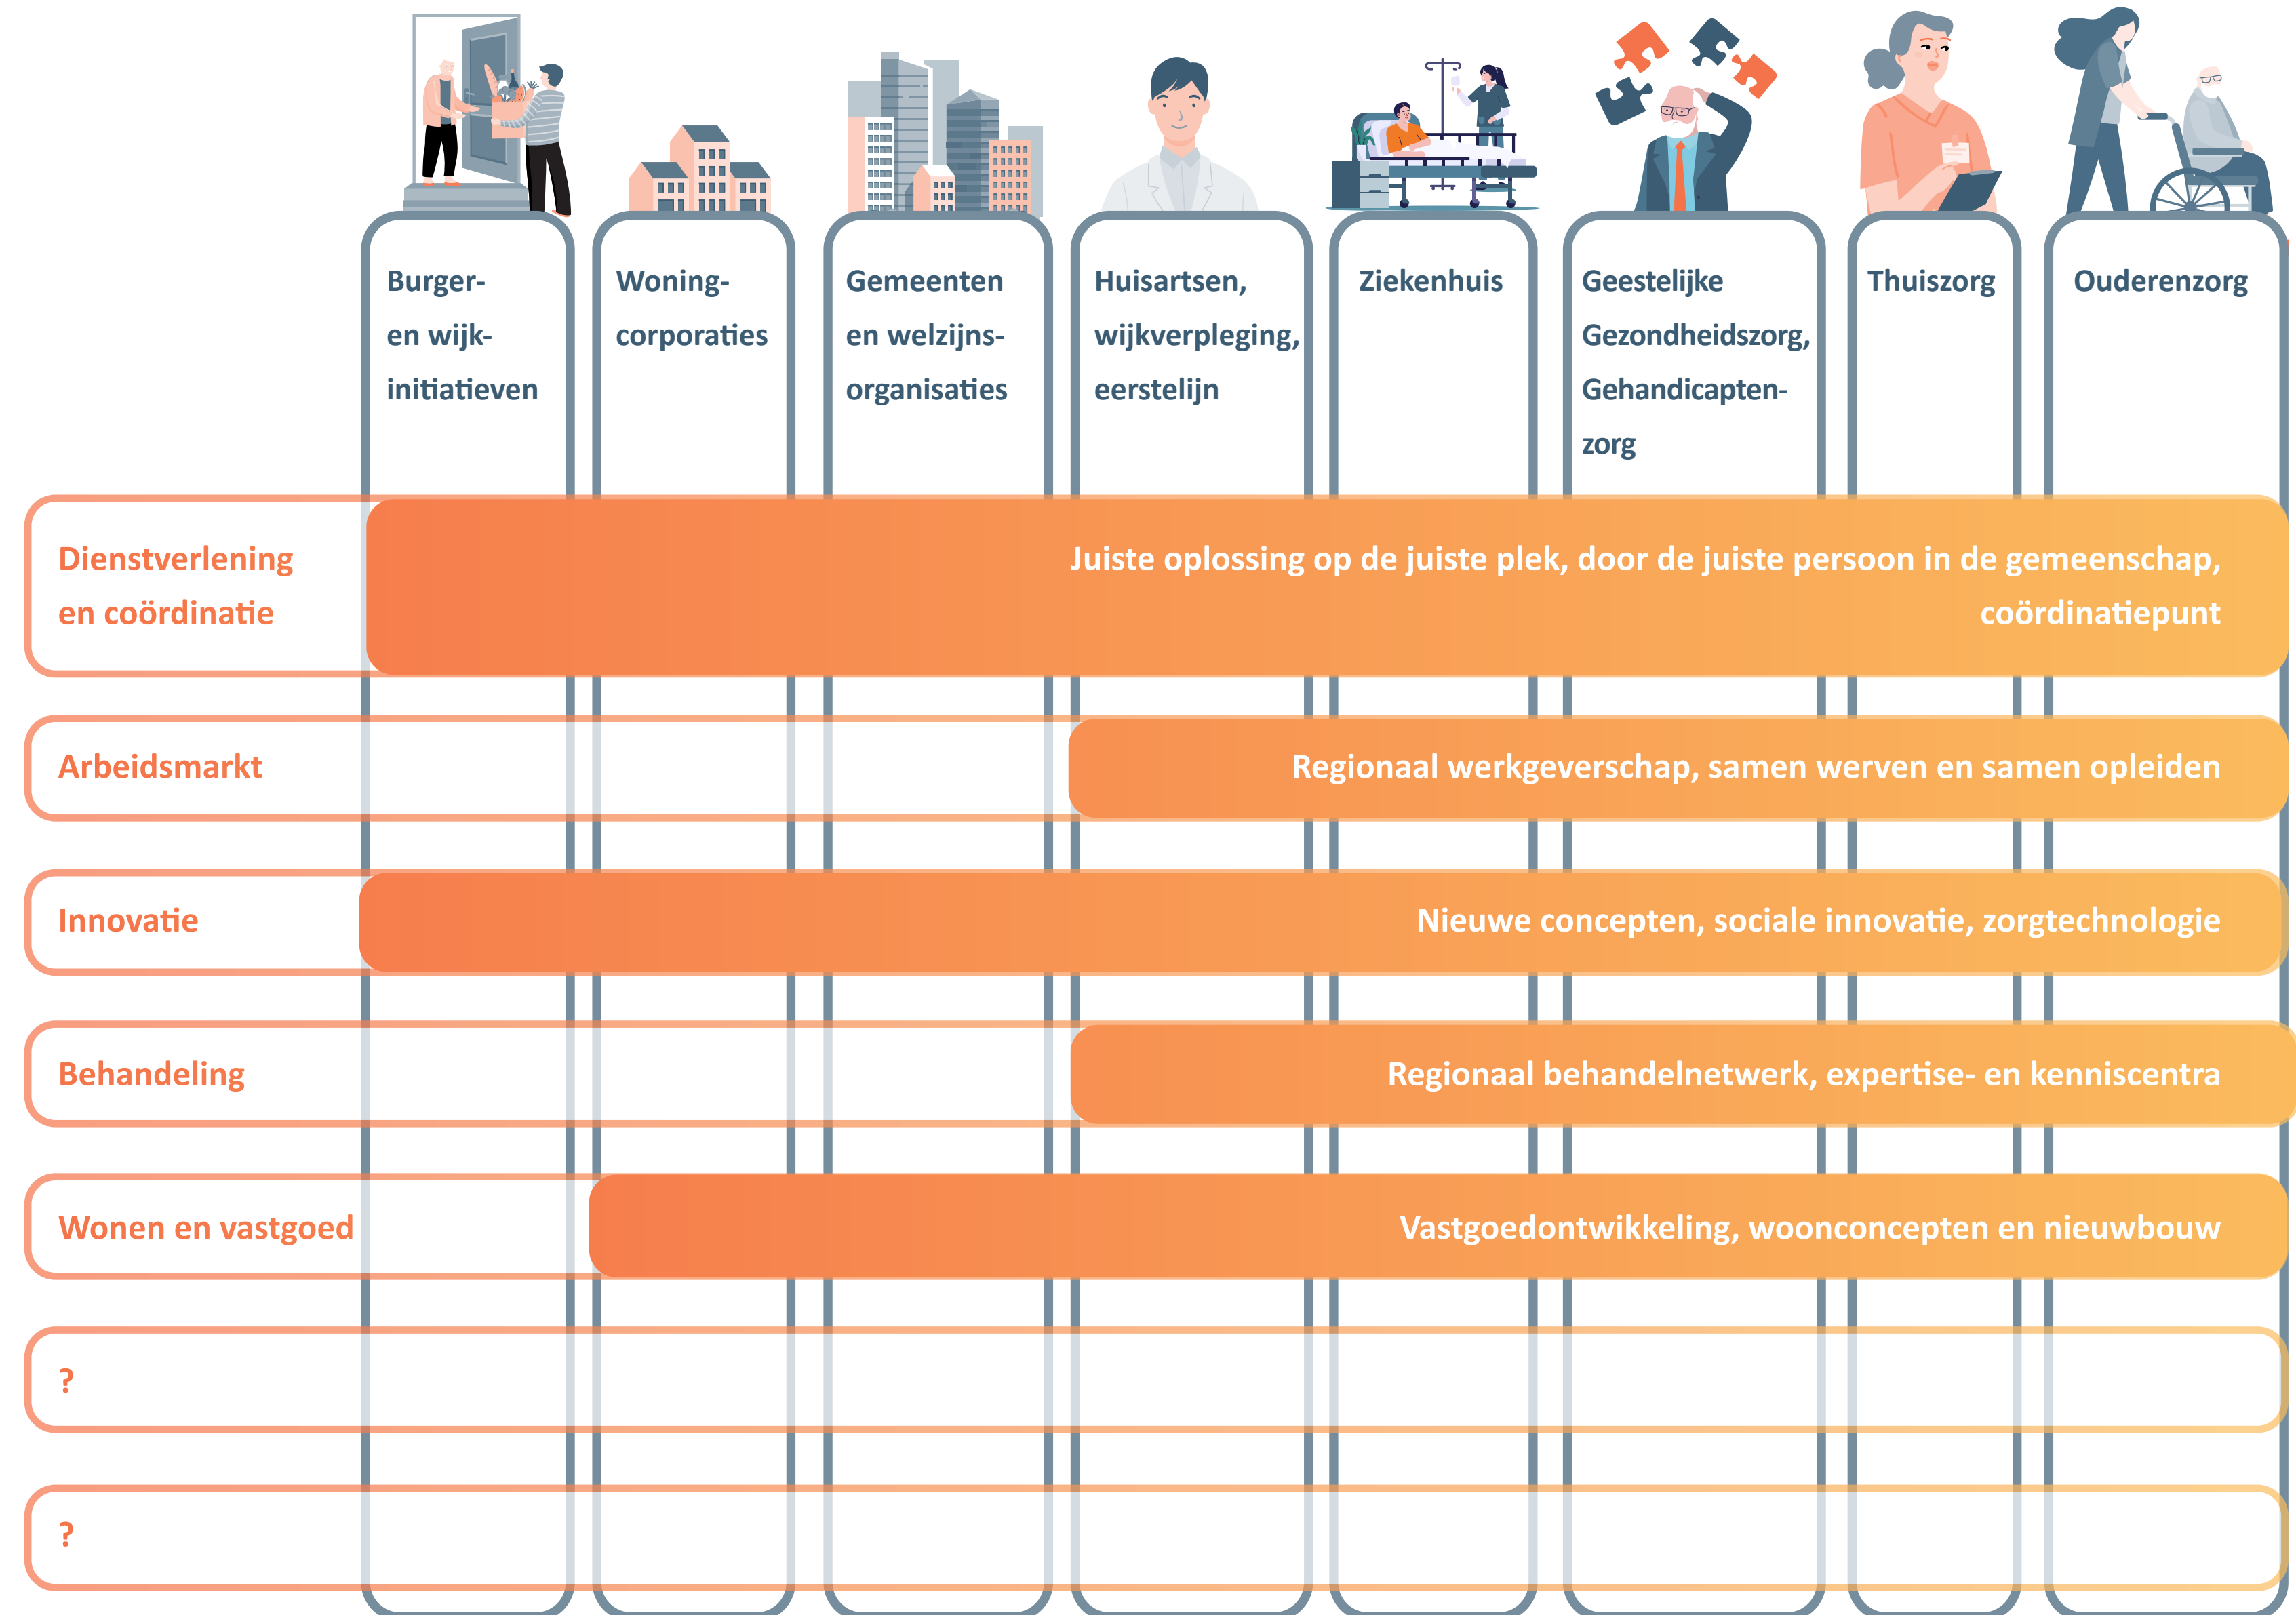 Burger-
en wijk-
initiatieven
Woning-
corporaties
Gemeenten
en welzijns-
organisaties
Huisartsen,
wijkverpleging,
eerstelijn
Ziekenhuis
Geestelijke
Gezondheidszorg,
Gehandicapten-
zorg
Thuiszorg
Ouderenzorg
Dienstverlening
en coördinatie
Juiste oplossing op de juiste plek, door de juiste persoon in de gemeenschap,
coördinatiepunt
Arbeidsmarkt
Regionaal werkgeverschap, samen werven en samen opleiden
Innovatie
Nieuwe concepten, sociale innovatie, zorgtechnologie
Behandeling
Regionaal behandelnetwerk, expertise- en kenniscentra
Wonen en vastgoed
Vastgoedontwikkeling, woonconcepten en nieuwbouw
?
?